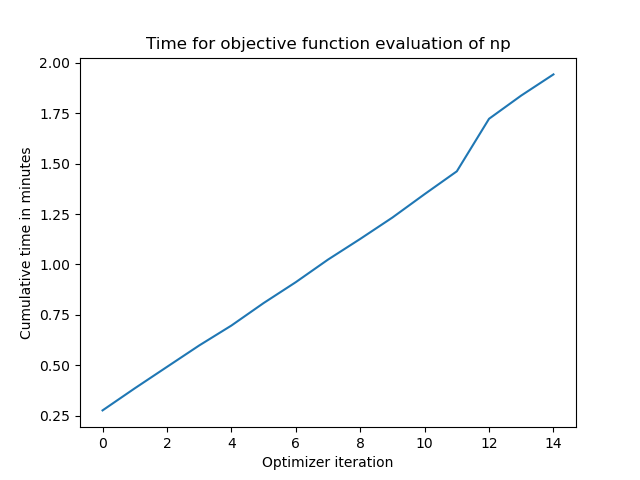 Time for objective function evaluation of np
2.00
1.75
1.50
1.25
1.00
0.75
0.50
0.25
Cumulative time in minutes
0 2 4 6 8 10 12 14
Optimizer iteration